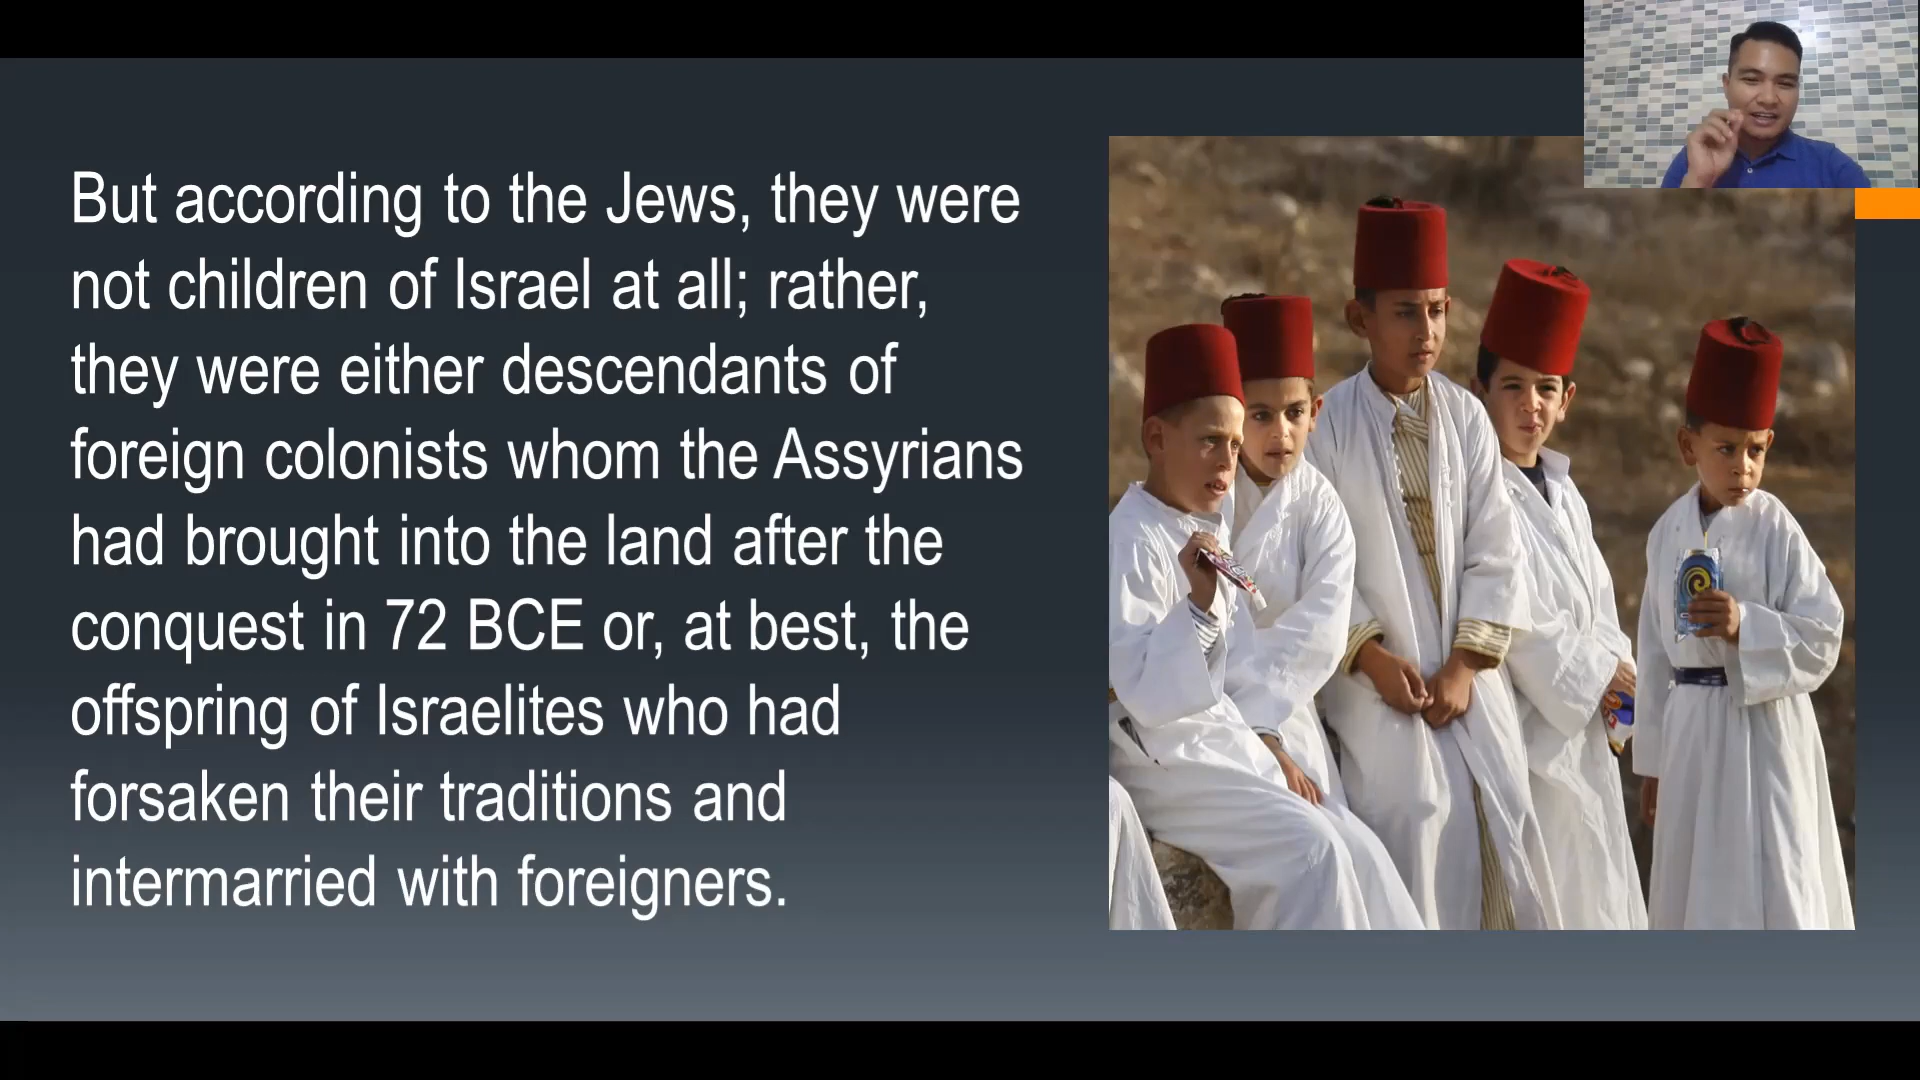 But according to the Jews, they were
not children of Israel at all; rather,
they were either descendants of
foreign colonists whom the Assyrians
had brought into the land after the
conquest in 72 BCE or, at best, the
offspring of Israelites who had
forsaken their traditions and
intermarried with foreigners.